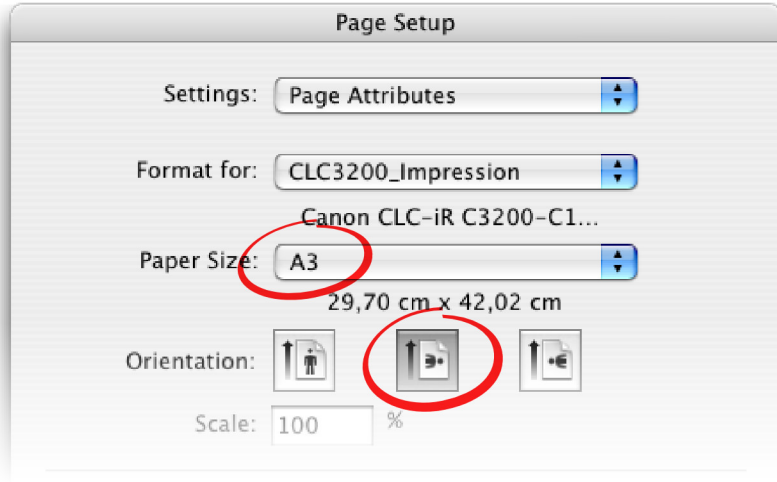 Page Setup
Settings: Page Attributes
Format for: CLC3200_Impression
Canon CLC-iR C3200-C1...
Paper Size: A3
29,70 cm x 42,02 cm
Orientation:
Scale: 100 %